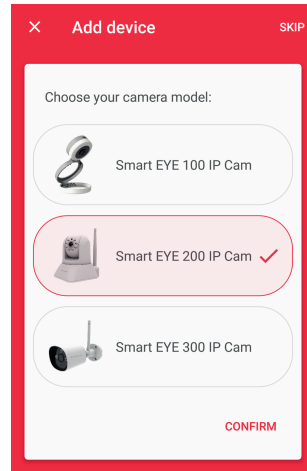 Add device
SKIP
Choose your camera model:
Smart EYE 100 IP Cam
Smart EYE 200 IP Cam
Smart EYE 300 IP Cam
CONFIRM